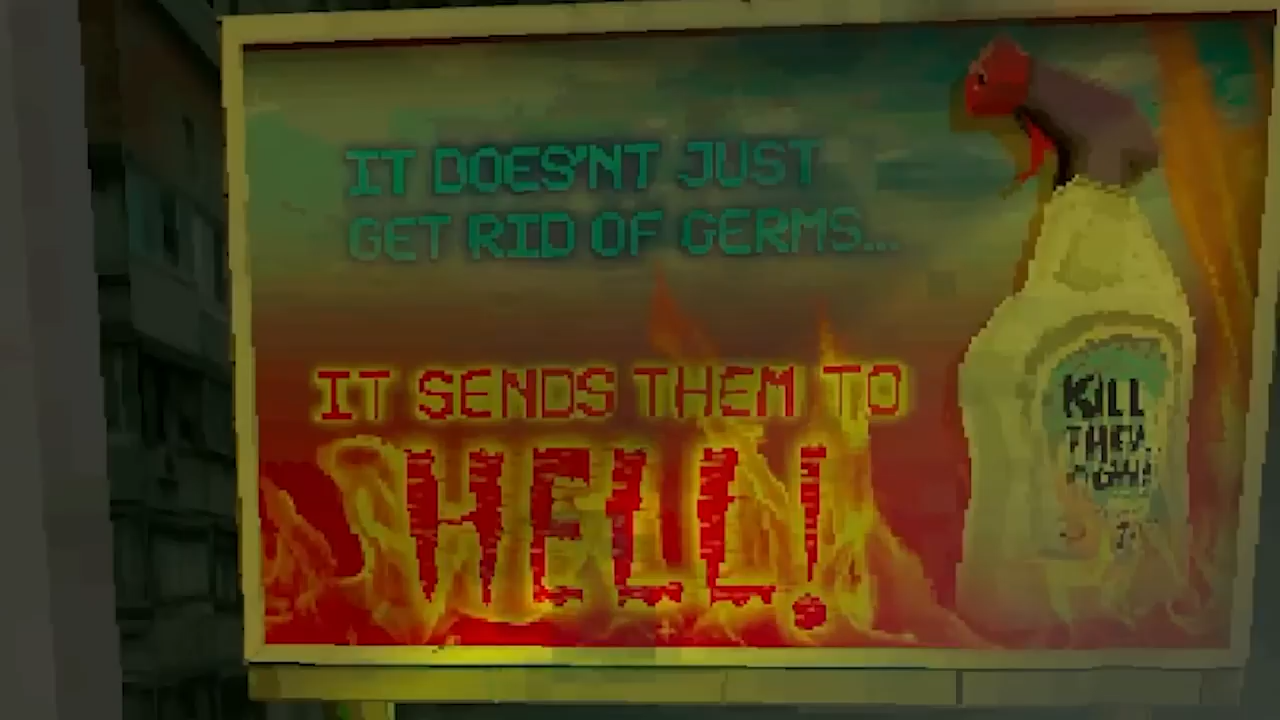 IT DOES'NT JUST
GET RID OF GERMS...
IT SENDS THEM TO
HELL!
KILL